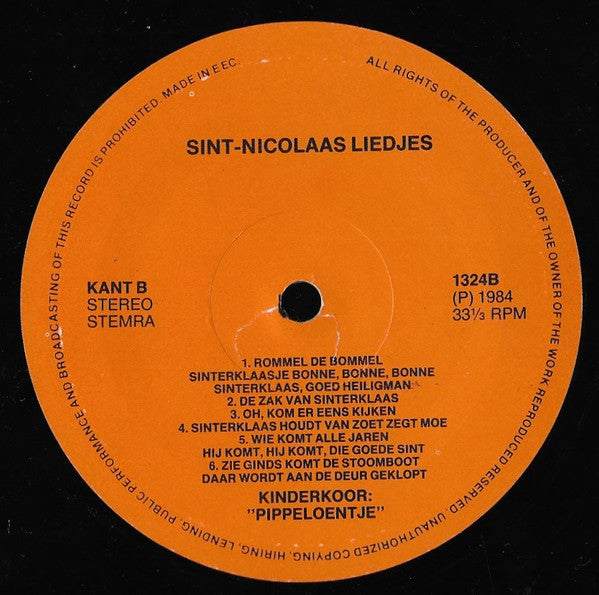 ALL RIGHTS OF THE PRODUCER AND OF THE OWNER OF THE WORK REPRODUCED RESERVED. UNAUTHORIZED COPYING, HIRING, LENDING, PUBLIC PERFORMANCE AND BROADCASTING OF THIS RECORD IS PROHIBITED. MADE IN EEC.
SINT-NICOLAAS LIEDJES
KANT B
STEREO
STEMRA
1324B
(P) 1984
33⅓ RPM
1. ROMMEL DE BOMMEL
SINTERKLAASJE BONNE, BONNE, BONNE
SINTERKLAAS, GOED HEILIGMAN
2. DE ZAK VAN SINTERKLAAS
3. OH, KOM ER EENS KIJKEN
4. SINTERKLAAS HOUDT VAN ZOET ZEGT MOE
5. WIE KOMT ALLE JAREN
HIJ KOMT, HIJ KOMT, DIE GOEDE SINT
6. ZIE GINDS KOMT DE STOOMBOOT
DAAR WORDT AAN DE DEUR GEKLOPT
KINDERKOOR:
"PIPPELOENTJE"